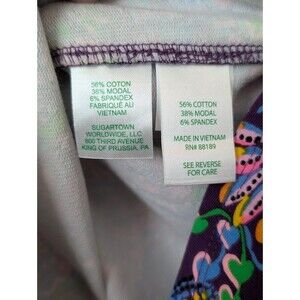 56% COTTON
38% MODAL
6% SPANDEX
FABRIQUÉ AU
VIETNAM
SUGARTOWN
WORLDWIDE, LLC
800 THIRD AVENUE
KING OF PRUSSIA, PA
56% COTTON
38% MODAL
6% SPANDEX
MADE IN VIETNAM
RN# 88189
SEE REVERSE
FOR CARE